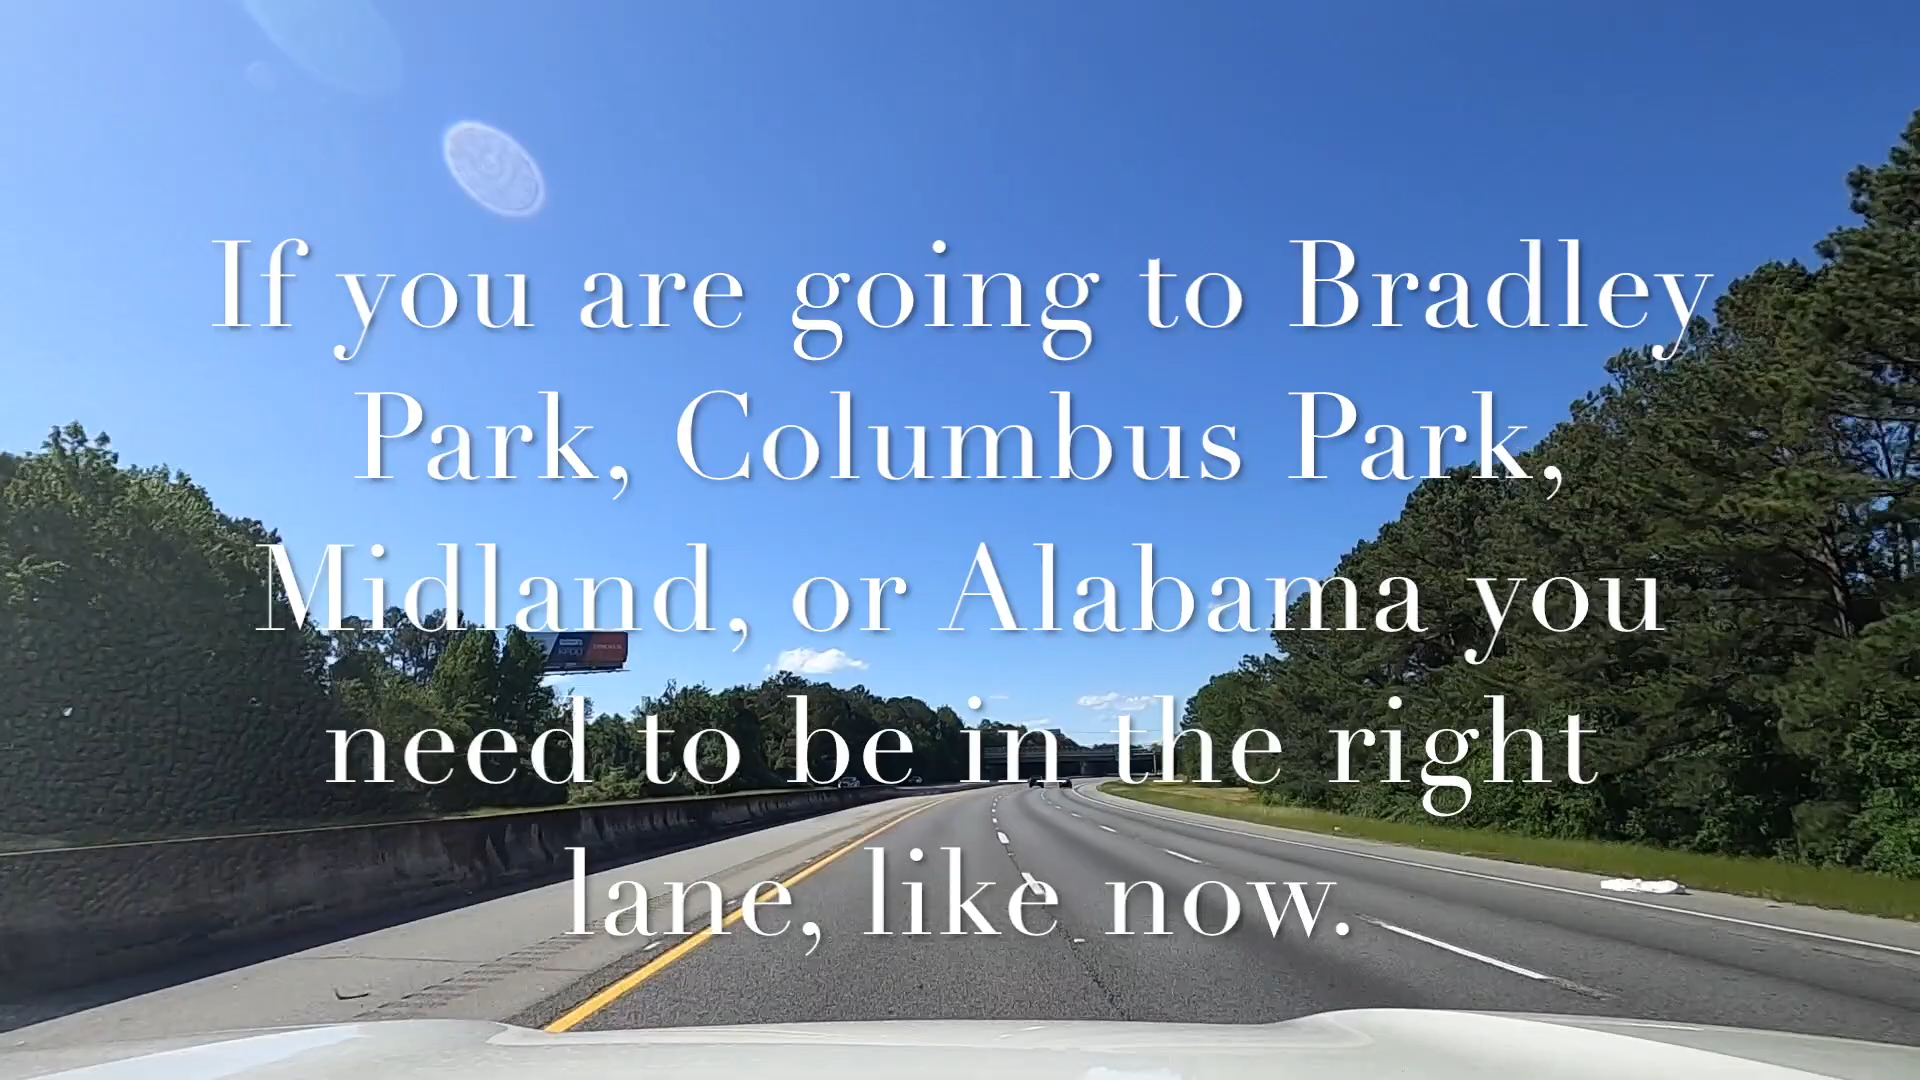 If you are going to Bradley
Park, Columbus Park,
Midland, or Alabama you
need to be in the right
lane, like now.